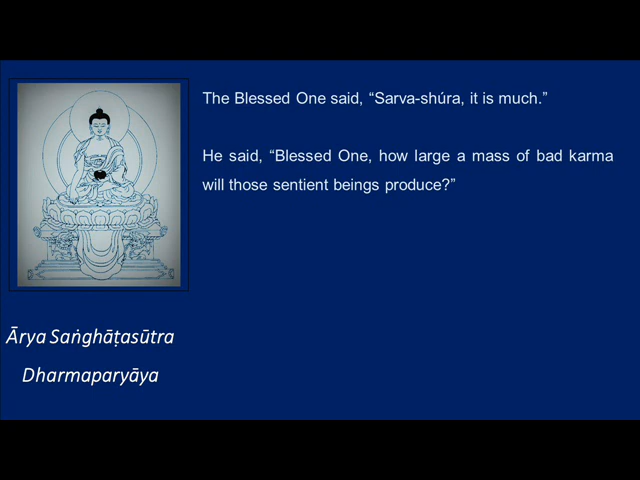 The Blessed One said, “Sarva-shúra, it is much.”
He said, “Blessed One, how large a mass of bad karma
will those sentient beings produce?”
Ārya Saṅghāṭasūtra
Dharmaparyāya